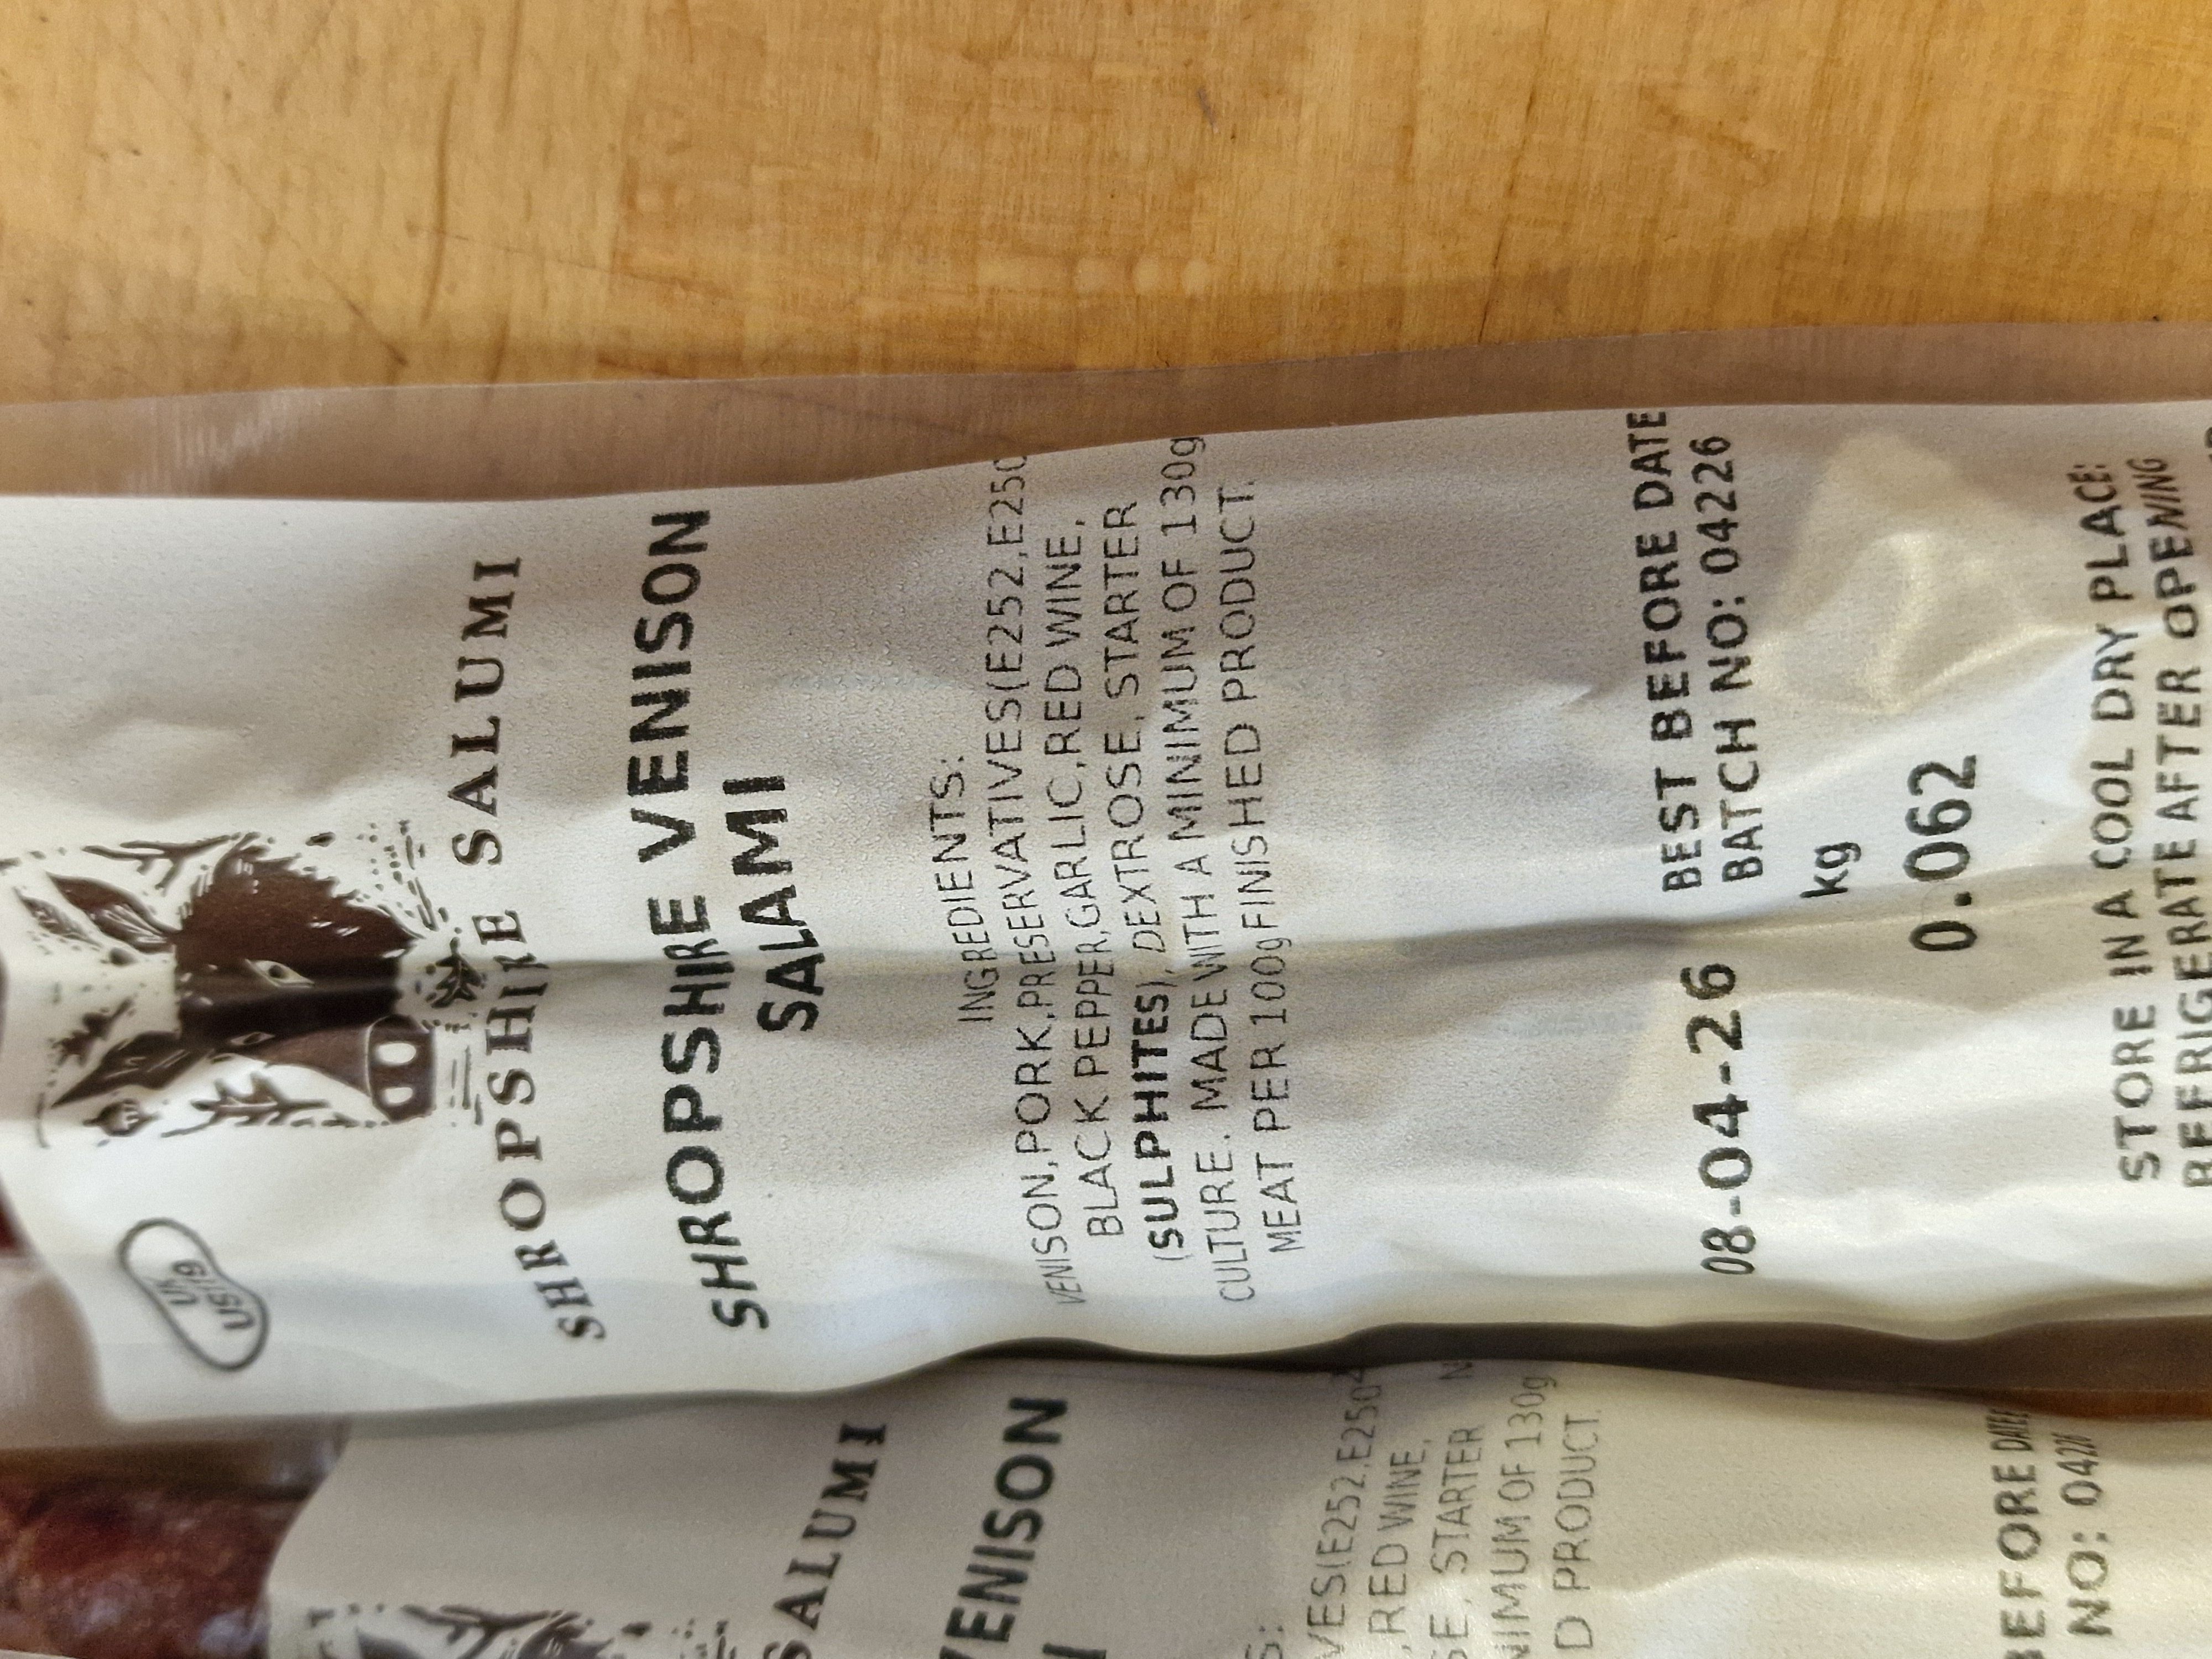 UK
US119
SHROPSHIRE SALUMI
SHROPSHIRE VENISON
SALAMI
INGREDIENTS:
VENISON,PORK,PRESERVATIVES(E252,E250
BLACK PEPPER,GARLIC,RED WINE,
(SULPHITES), DEXTROSE, STARTER
CULTURE. MADE WITH A MINIMUM OF 130g
MEAT PER 100g FINISHED PRODUCT.
08-04-26 BEST BEFORE DATE
BATCH NO: 04226
kg
0.062
STORE IN A COOL DRY PLACE:
REFRIGERATE AFTER OPENING
SALUMI
VENISON
S:
VES(E252,E250
,RED WINE,
SE, STARTER
NIMUM OF 130g
D PRODUCT.
BEFORE DATE
NO: 0422